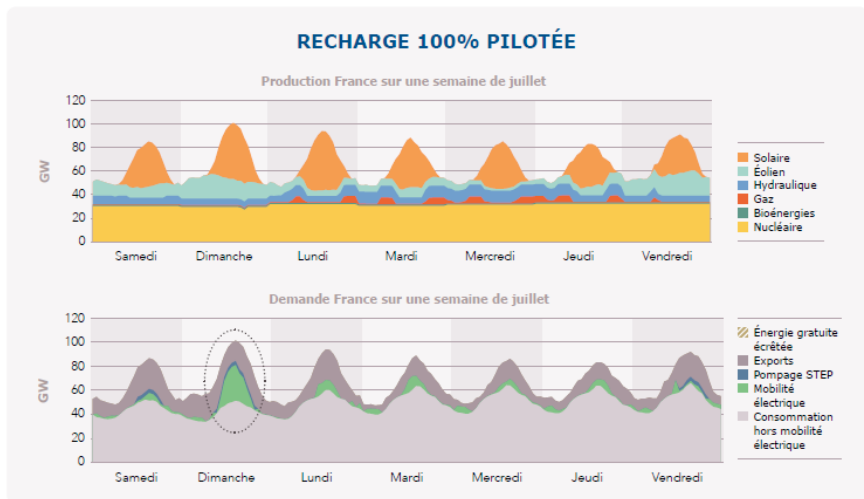 RECHARGE 100% PILOTÉE
Production France sur une semaine de juillet
120
100
80
60
40
20
0
GW
Samedi Dimanche Lundi Mardi Mercredi Jeudi Vendredi
Solaire
Éolien
Hydraulique
Gaz
Bioénergies
Nucléaire
Demande France sur une semaine de juillet
120
100
80
60
40
20
0
GW
Samedi Dimanche Lundi Mardi Mercredi Jeudi Vendredi
Énergie gratuite
écrêtée
Exports
Pompage STEP
Mobilité
électrique
Consommation
hors mobilité
électrique